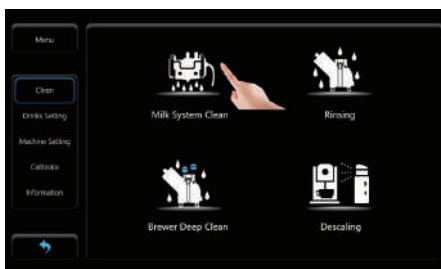 Menu
Clean
Drinks Setting
Machine Setting
Calibrate
Information
Milk System Clean
Rinsing
Brewer Deep Clean
Descaling